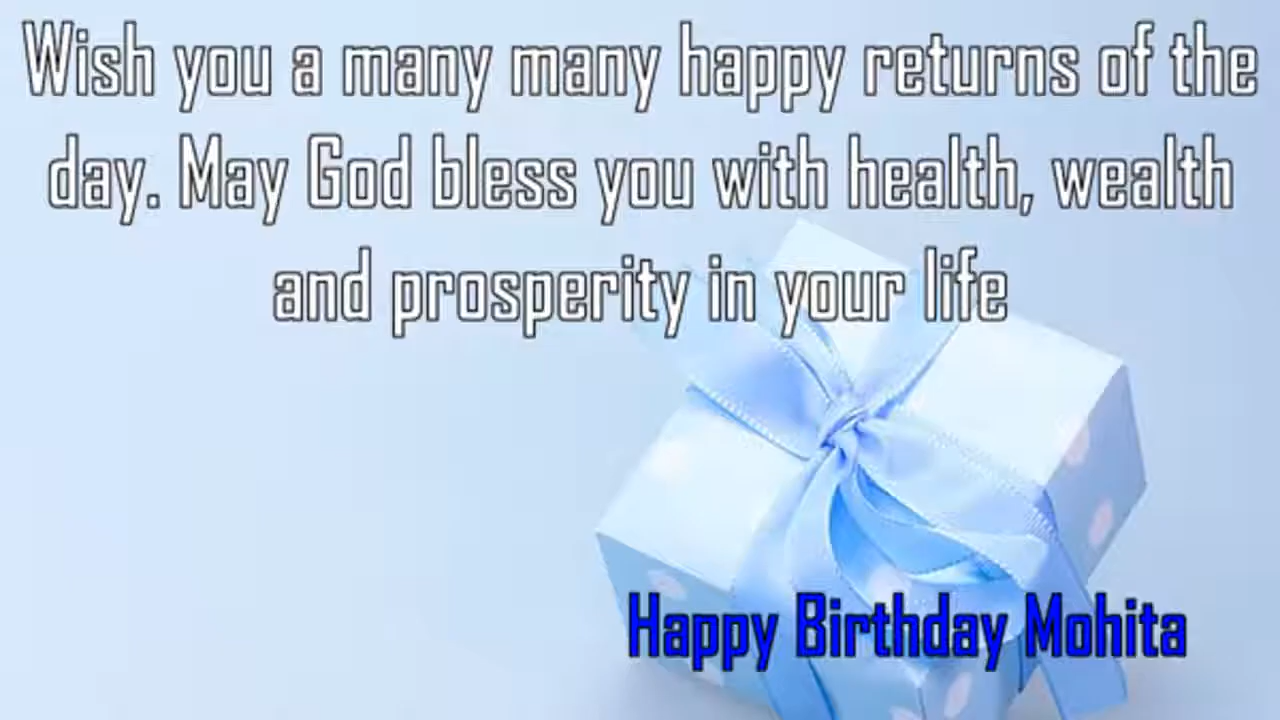 Wish you a many many happy returns of the
day. May God bless you with health, wealth
and prosperity in your life
Happy Birthday Mohita